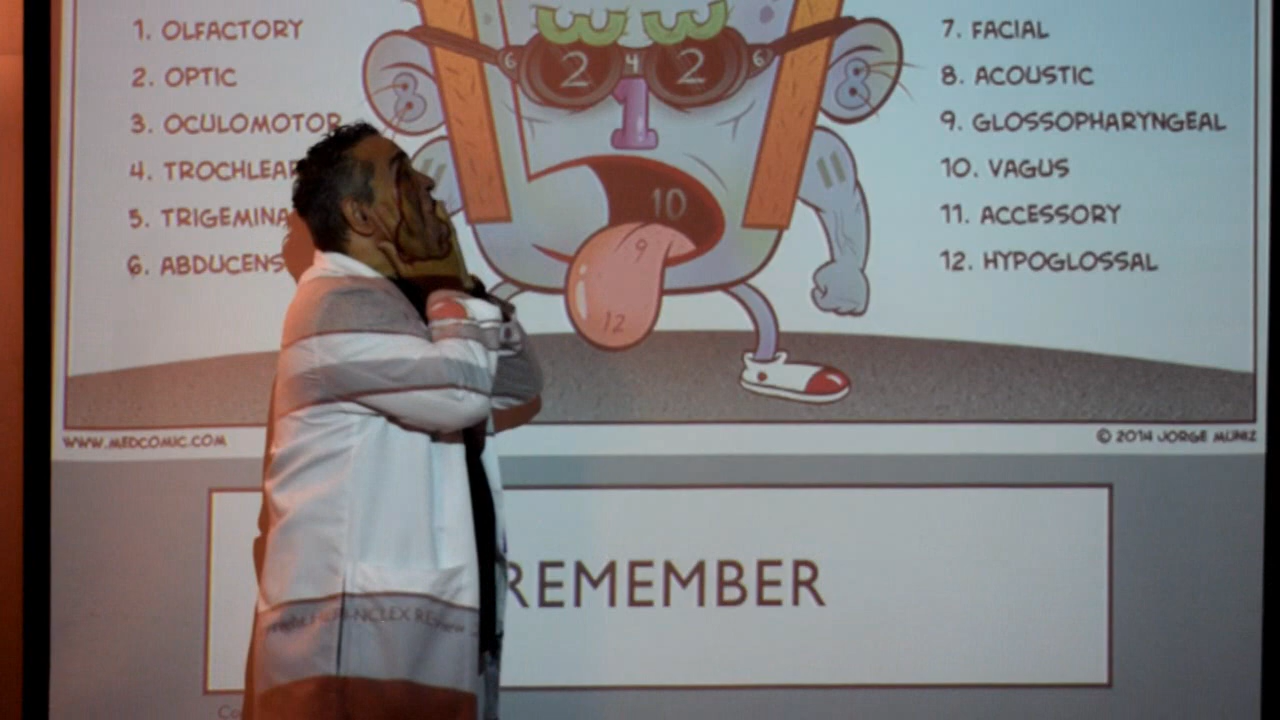 1. OLFACTORY
2. OPTIC
3. OCULOMOTOR
4. TROCHLEAR
5. TRIGEMINA
6. ABDUCENS
6 2 4 2 6
8 8
1
10
9
12
7. FACIAL
8. ACOUSTIC
9. GLOSSOPHARYNGEAL
10. VAGUS
11. ACCESSORY
12. HYPOGLOSSAL
WWW.MEDCOMIC.COM
© 2014 JORGE MUNIZ
REMEMBER